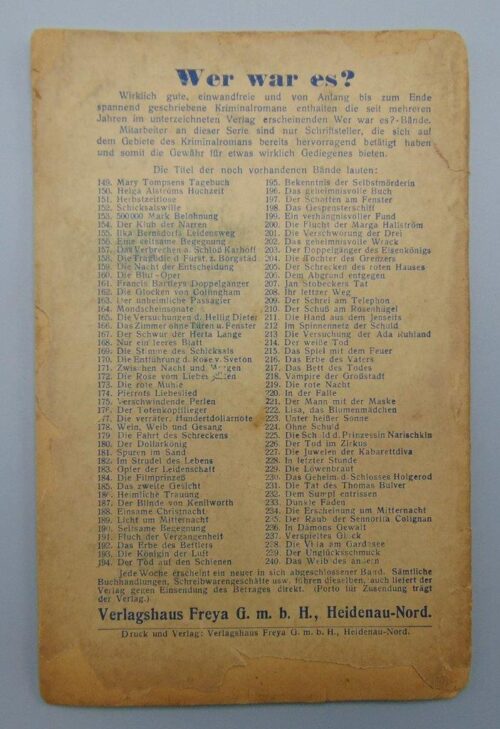 Wer war es?
Wirklich gute, einwandfreie und von Anfang bis zum Ende
spannend geschriebene Kriminalromane enthalten die seit mehreren
Jahren im unterzeichneten Verlag erscheinenden Wer war es?-Bände.
Mitarbeiter an dieser Serie sind nur Schriftsteller, die sich auf
dem Gebiete des Kriminalromans bereits hervorragend betätigt haben
und somit die Gewähr für etwas wirklich Gediegenes bieten.
Die Titel der noch vorhandenen Bände lauten:
149. Mary Tompsens Tagebuch
150. Helga Alströms Hochzeit
151. Herbstzeitlose
152. Schicksalswille
153. 500000 Mark Belohnung
154. Der Klub der Narren
155. Ilka Berndorfs Leidensweg
156. Eine seltsame Begegnung
157. Das Verbrechen a. Schloß Karhoff
158. Die Tragödie d. Fürst. z. Borgstad
159. Die Nacht der Entscheidung
160. Die Blut-Oper
161. Francis Bartleys Doppelgänger
162. Die Glocken von Gollingham
163. Der unheimliche Passagier
164. Mondscheinsonate
165. Die Versuchungen d. Hellig Dieter
166. Das Zimmer ohne Türen u. Fenster
167. Der Schwur der Herta Lange
168. Nur ein leeres Blatt
169. Die Stimme des Schicksals
170. Die Entführung d. Rose v. Sveton
171. Zwischen Nacht und Morgen
172. Die Rose vom Liebes
173. Die rote Mühle
174. Pierrots Liebeslied
175. Verschwindende Perlen
176. Der Totenkopfflieger
177. Die verräter. Hundertdollarnote
178. Wein, Weib und Gesang
179. Die Fahrt des Schreckens
180. Der Dollarkönig
181. Spuren im Sand
182. Im Strudel des Lebens
183. Opfer der Leidenschaft
184. Die Filmprinzeß
185. Das zweite Gesicht
186. Heimliche Trauung
187. Der Blinde von Kenilworth
188. Einsame Christnacht
189. Licht um Mitternacht
190. Seltsame Begegnung
191. Fluch der Vergangenheit
192. Das Erbe des Bettlers
193. Die Königin der Luft
194. Der Tod auf den Schienen
195. Bekenntnis der Selbstmörderin
196. Das geheimnisvolle Buch
197. Der Schatten am Fenster
198. Das Gespensterschiff
199. Ein verhängnisvoller Fund
200. Die Flucht der Marga Hallström
201. Die Verschwörung der Drei
202. Das geheimnisvolle Wrack
203. Der Doppelgänger des Eisenkönigs
204. Die Tochter des Grenzers
205. Der Schrecken des roten Hauses
206. Dem Abgrund entgegen
207. Jan Stobeckers Tat
208. Ihr letzter Weg
209. Der Schrei am Telephon
210. Der Schuß am Rosenhügel
211. Die Hand aus dem Jenseits
212. Im Spinnennetz der Schuld
213. Die Versuchung der Ada Ruhland
214. Der weiße Tod
215. Das Spiel mit dem Feuer
216. Das Erbe des Vaters
217. Das Bett des Todes
218. Vampire der Großstadt
219. Die rote Nacht
220. In der Falle
221. Der Mann mit der Maske
222. Lisa, das Blumenmädchen
223. Unter heißer Sonne
224. Ohne Schuld
225. Die Schuld d. Prinzessin Narischkin
226. Der Tod im Zirkus
227. Die Juwelen der Kabarettdiva
228. In letzter Stunde
229. Die Löwenbraut
230. Das Geheim. d. Schlosses Holgerod
231. Die Tat des Thomas Bulver
232. Dem Sumpf entrissen
233. Dunkle Fäden
234. Die Erscheinung um Mitternacht
235. Der Raub der Sennorita Colignan
236. In Dämons Gewalt
237. Verspieltes Glück
238. Die Villa am Gardasee
239. Der Unglücksschmuck
240. Das Weib des andern
Jede Woche erscheint ein neuer in sich abgeschlossener Band. Sämtliche
Buchhandlungen, Schreibwarengeschäfte usw. führen dieselben, auch liefert der
Verlag gegen Einsendung des Betrages direkt. (Porto für Zusendung trägt
der Verlag.)
Verlagshaus Freya G. m. b. H., Heidenau-Nord.
Druck und Verlag: Verlagshaus Freya G. m. b. H., Heidenau-Nord.